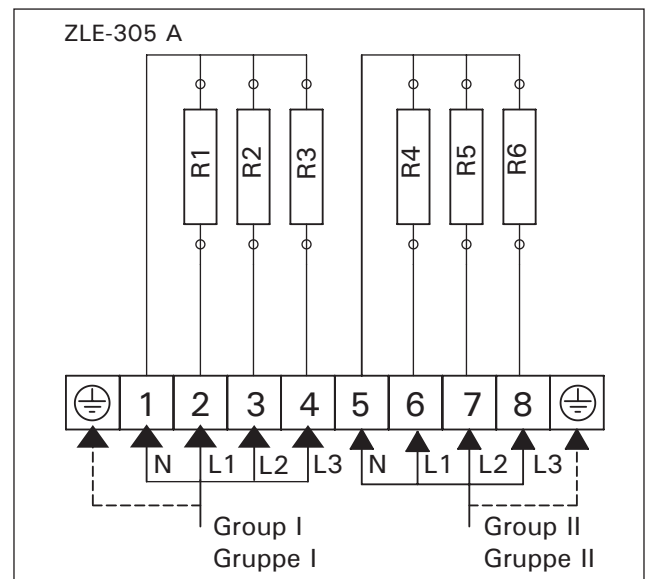 ZLE-305 A
R1 R2 R3 R4 R5 R6
1 2 3 4 5 6 7 8
N L1 L2 L3 N L1 L2 L3
Group I Group II
Gruppe I Gruppe II